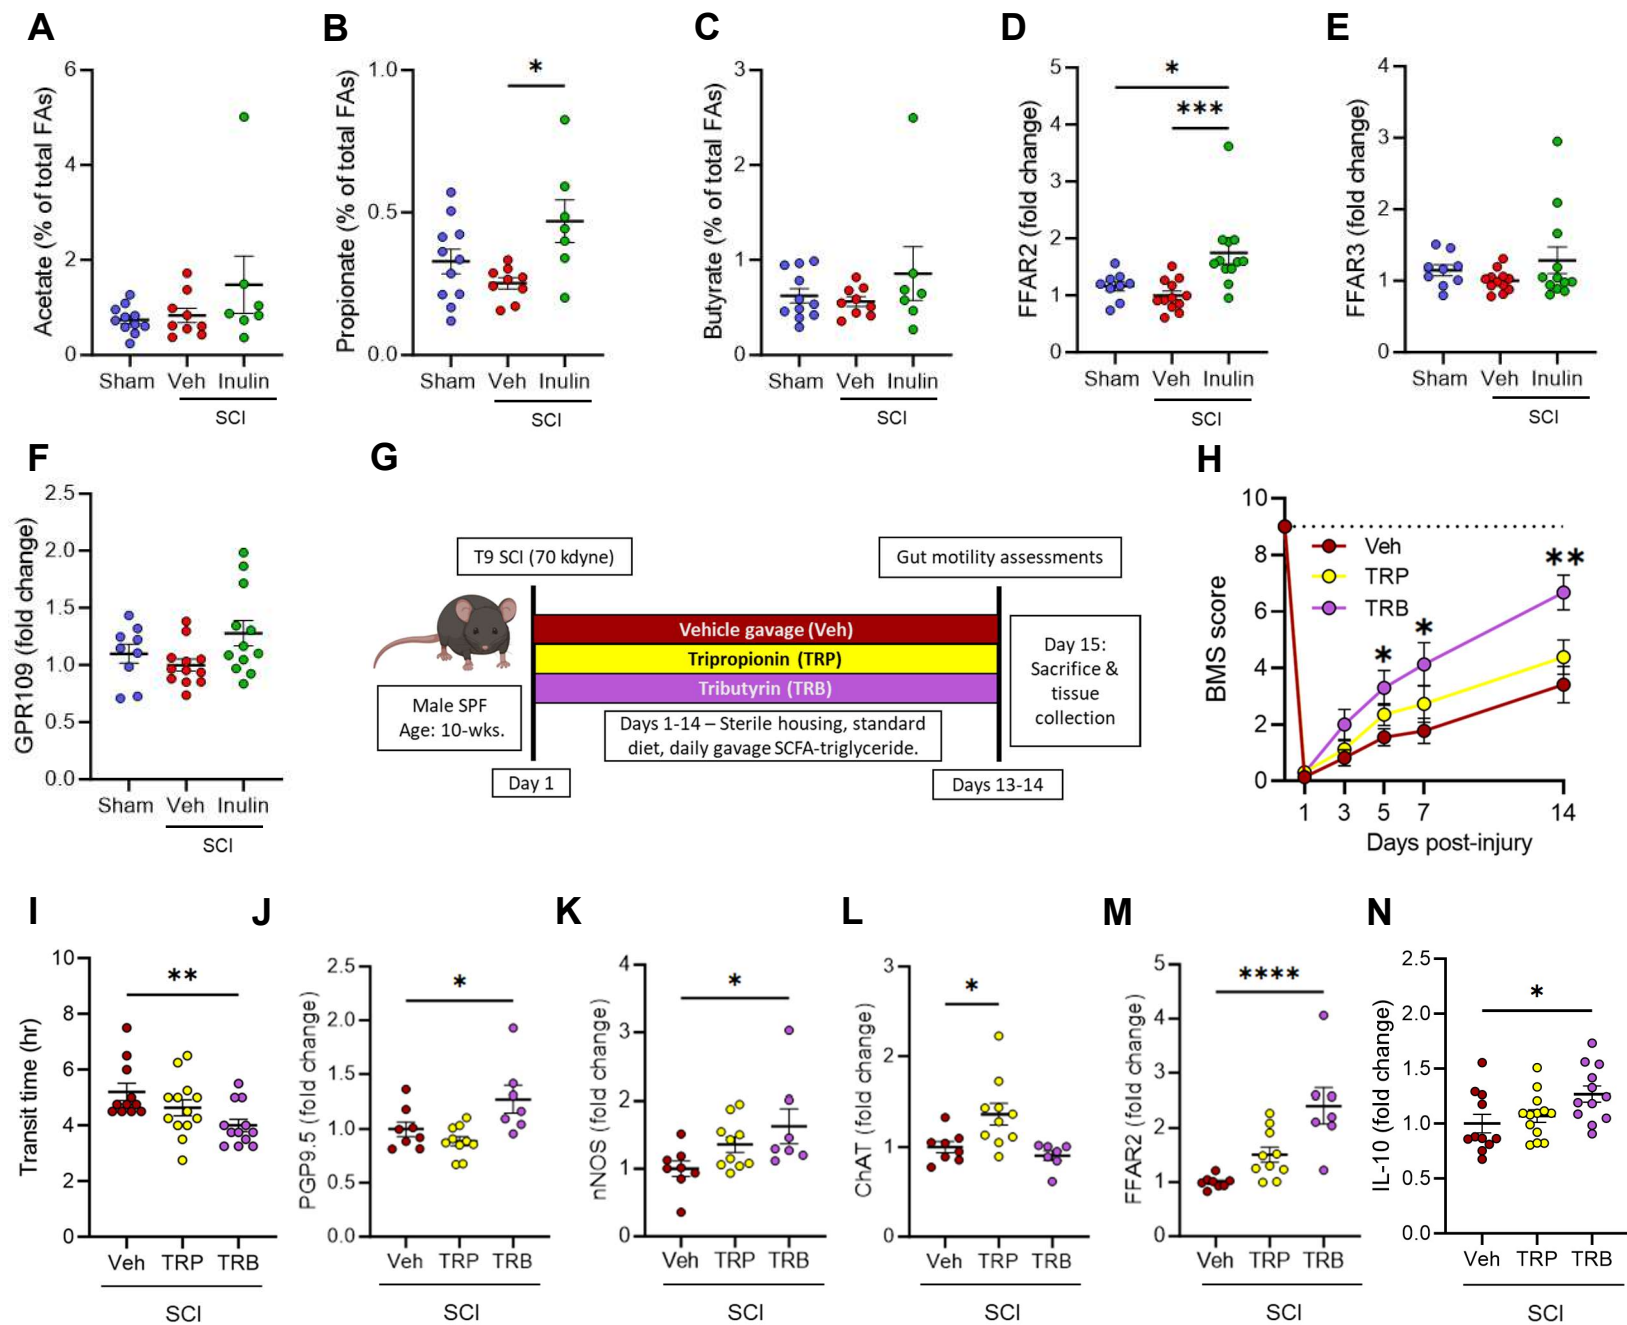 A
Acetate (% of total FAs)
6
4
2
0
Sham Veh Inulin
SCI
B
Propionate (% of total FAs)
1.0
0.5
0.0
*
Sham Veh Inulin
SCI
C
Butyrate (% of total FAs)
3
2
1
0
Sham Veh Inulin
SCI
D
FFAR2 (fold change)
5
4
3
2
1
0
*
***
Sham Veh Inulin
SCI
E
FFAR3 (fold change)
4
3
2
1
0
Sham Veh Inulin
SCI
F
GPR109 (fold change)
2.5
2.0
1.5
1.0
0.5
0.0
Sham Veh Inulin
SCI
G
T9 SCI (70 kdyne)
Gut motility assessments
Vehicle gavage (Veh)
Tripropionin (TRP)
Tributyrin (TRB)
Male SPF
Age: 10-wks.
Days 1-14 – Sterile housing, standard
diet, daily gavage SCFA-triglyceride.
Day 15:
Sacrifice &
tissue
collection
Day 1
Days 13-14
H
BMS score
10
8
6
4
2
0
Veh
TRP
TRB
*
*
**
1 3 5 7 14
Days post-injury
I
Transit time (hr)
10
8
6
4
2
0
**
Veh TRP TRB
SCI
J
PGP9.5 (fold change)
2.5
2.0
1.5
1.0
0.5
0.0
*
Veh TRP TRB
SCI
K
nNOS (fold change)
4
3
2
1
0
*
Veh TRP TRB
SCI
L
ChAT (fold change)
3
2
1
0
*
Veh TRP TRB
SCI
M
FFAR2 (fold change)
5
4
3
2
1
0
****
Veh TRP TRB
SCI
N
IL-10 (fold change)
2.5
2.0
1.5
1.0
0.5
0.0
*
Veh TRP TRB
SCI